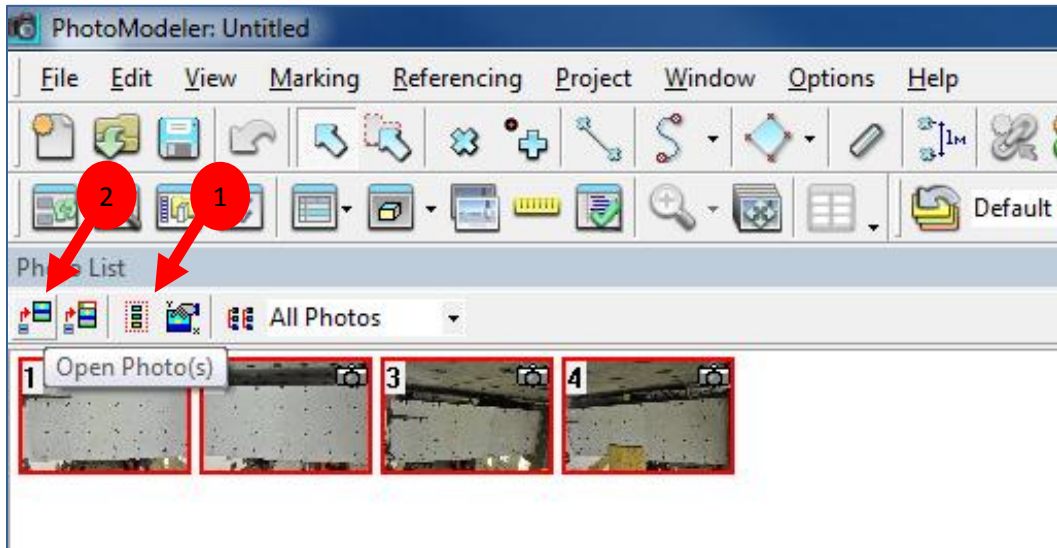 PhotoModeler: Untitled
File Edit View Marking Referencing Project Window Options Help
1M
2 1
Default
List
All Photos
Open Photo(s)
1 3 4